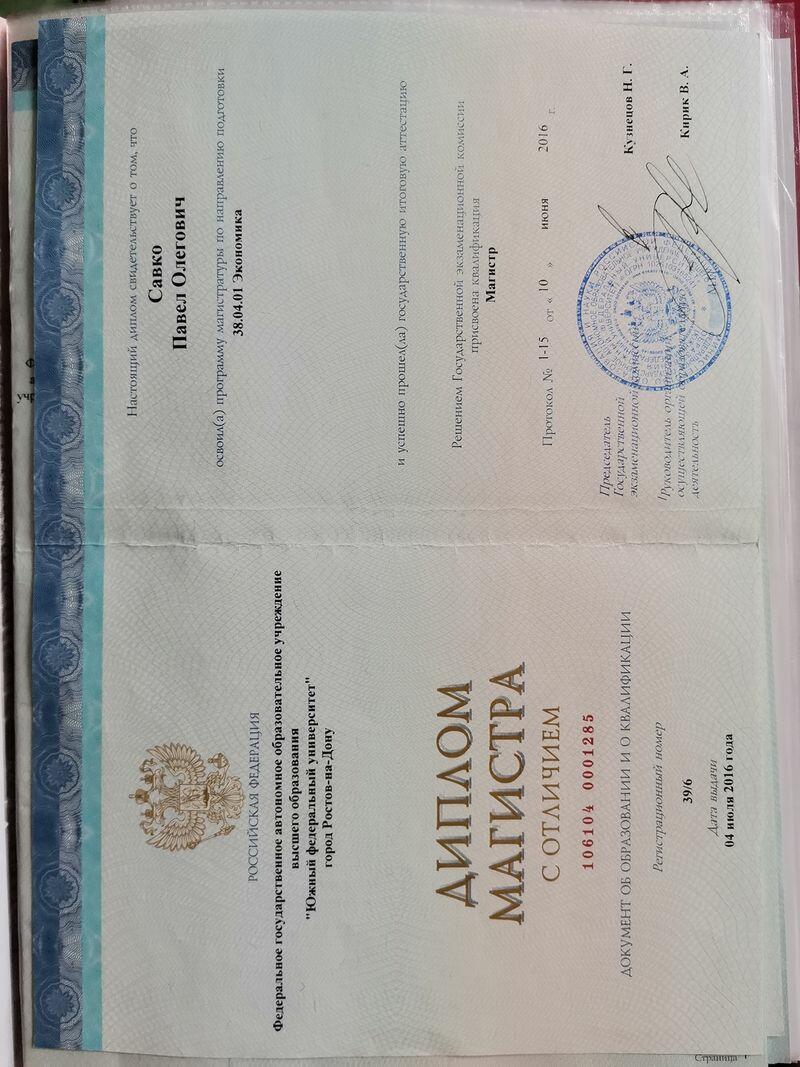 РОССИЙСКАЯ ФЕДЕРАЦИЯ
Федеральное государственное автономное образовательное учреждение
высшего образования
"Южный федеральный университет"
город Ростов-на-Дону
ДИПЛОМ
МАГИСТРА
С ОТЛИЧИЕМ
106104 0001285
ДОКУМЕНТ ОБ ОБРАЗОВАНИИ И О КВАЛИФИКАЦИИ
Регистрационный номер
39/6
Дата выдачи
04 июля 2016 года
Настоящий диплом свидетельствует о том, что
Савко
Павел Олегович
освоил(а) программу магистратуры по направлению подготовки
38.04.01 Экономика
и успешно прошел(ла) государственную итоговую аттестацию
Решением Государственной экзаменационной комиссии
присвоена квалификация
Магистр
Протокол № 1-15 от « 10 » июня 2016 г.
Председатель
Государственной
экзаменационной комиссии
Кузнецов Н. Г.
Руководитель организации,
осуществляющей образовательную
деятельность
Кирик В. А.
Страница